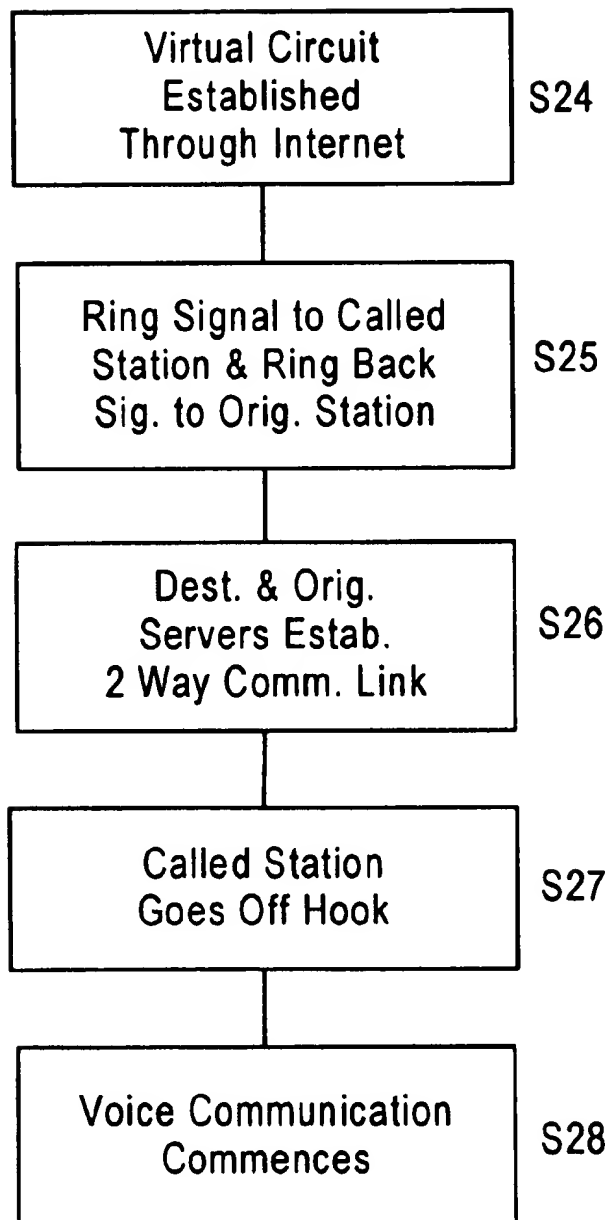 Virtual Circuit
Established
Through Internet
S24
Ring Signal to Called
Station & Ring Back
Sig. to Orig. Station
S25
Dest. & Orig.
Servers Estab.
2 Way Comm. Link
S26
Called Station
Goes Off Hook
S27
Voice Communication
Commences
S28